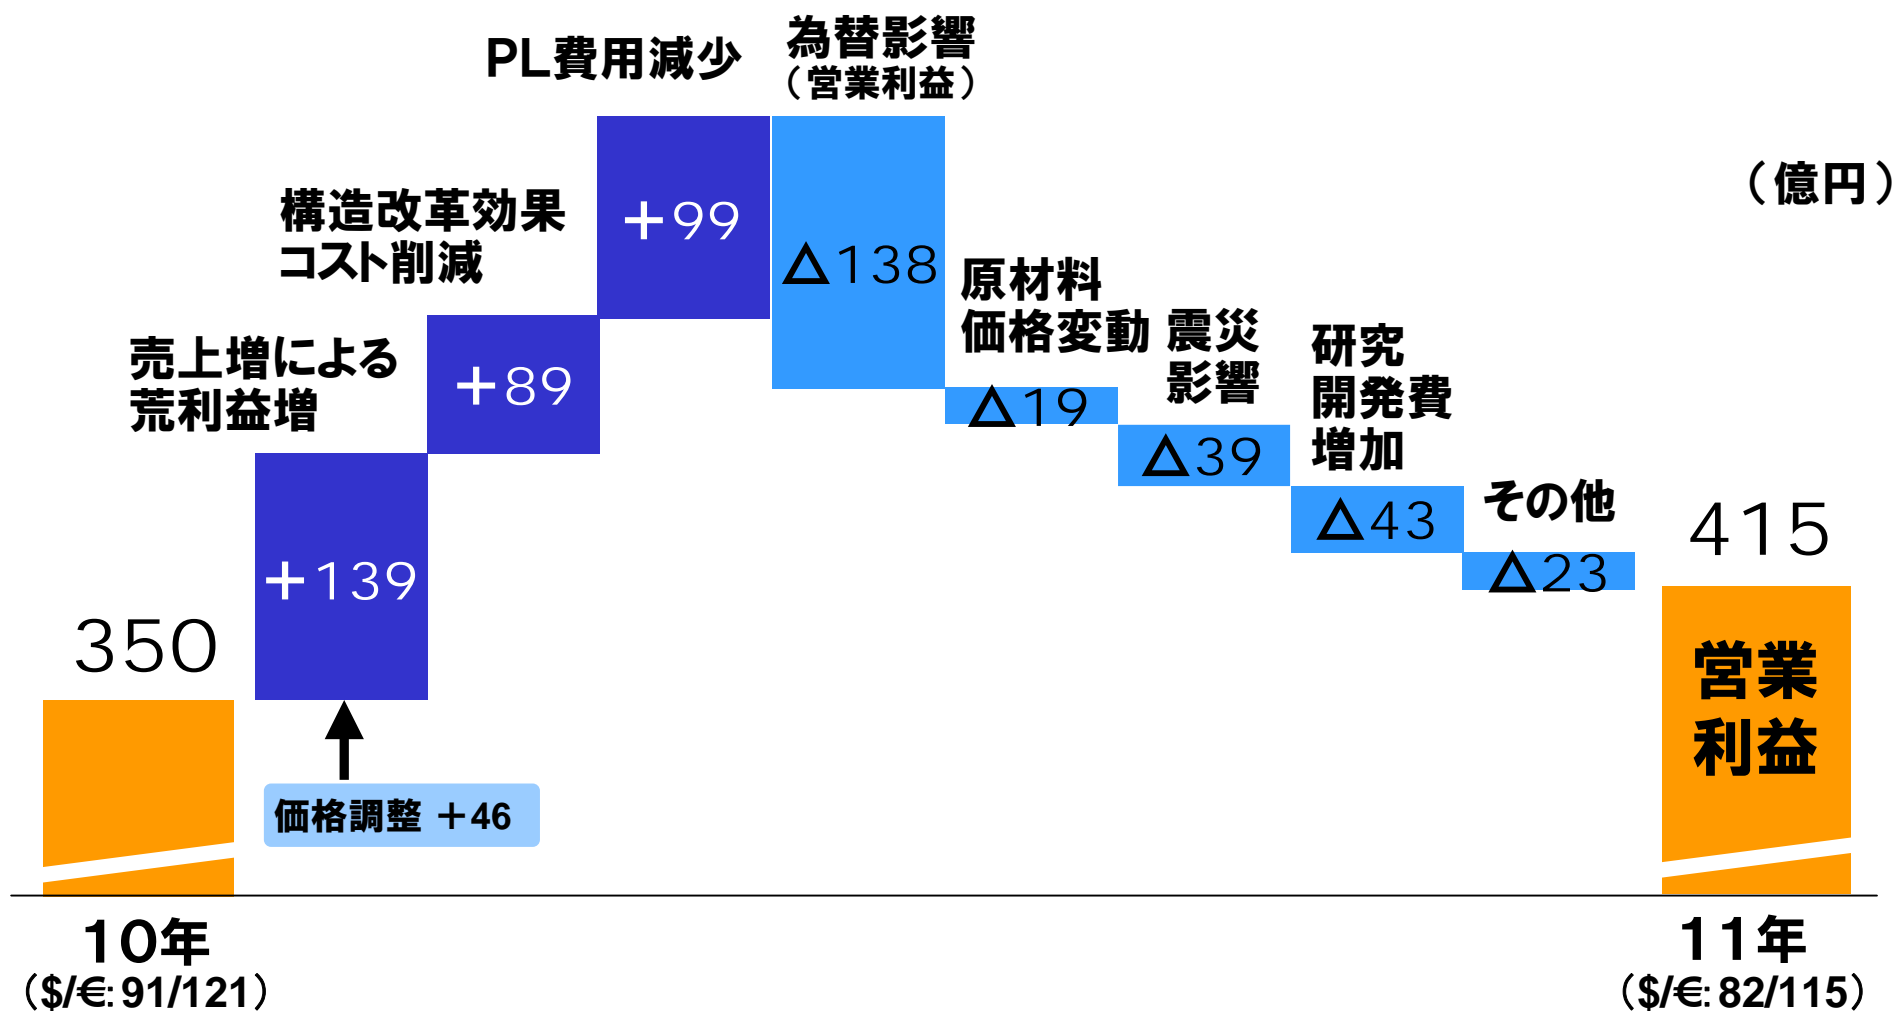 （億円）
PL費用減少
為替影響
（営業利益）
構造改革効果
コスト削減
売上増による
荒利益増
原材料
価格変動
震災
影響
研究
開発費
増加
その他
350
＋139
＋89
＋99
△138
△19
△39
△43
△23
415
営業
利益
価格調整 ＋46
10年
（$/€: 91/121）
11年
（$/€: 82/115）